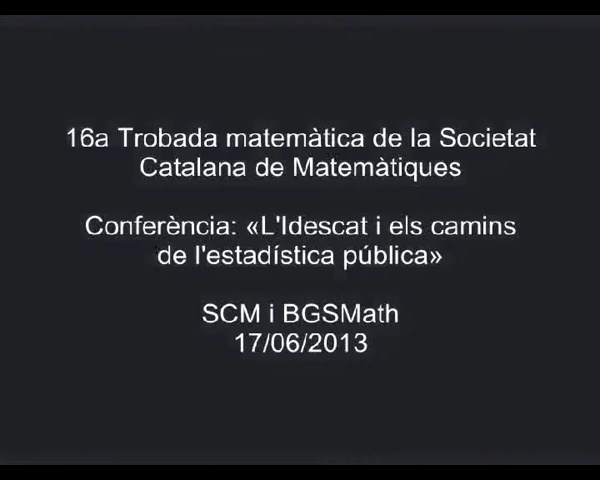 16a Trobada matemàtica de la Societat
Catalana de Matemàtiques
Conferència: «L'Idescat i els camins
de l'estadística pública»
SCM i BGSMath
17/06/2013